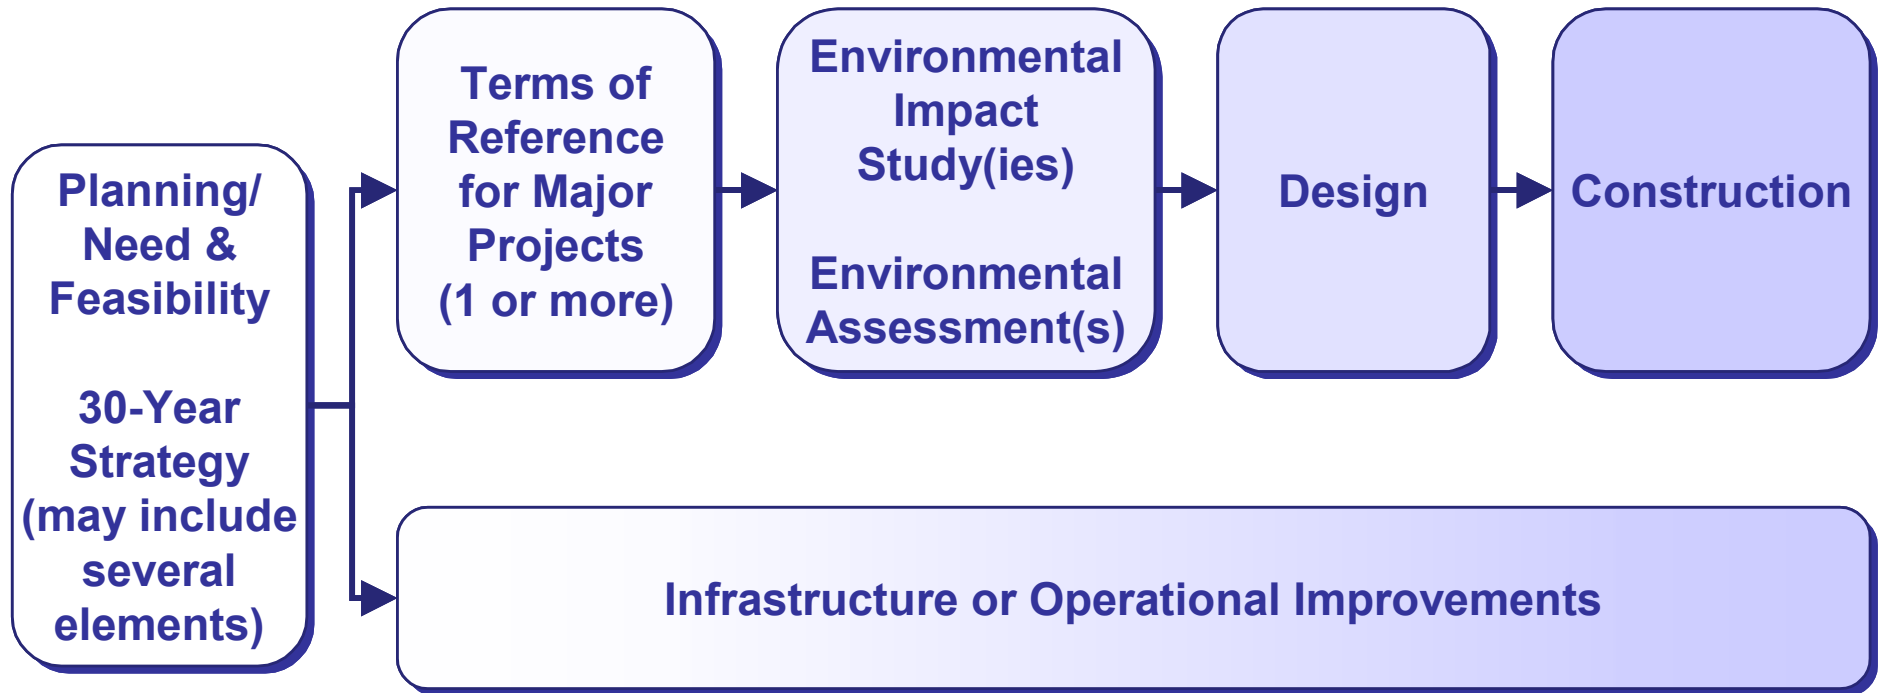 Planning/
Need &
Feasibility
30-Year
Strategy
(may include
several
elements)
Terms of
Reference
for Major
Projects
(1 or more)
Environmental
Impact
Study(ies)
Environmental
Assessment(s)
Design
Construction
Infrastructure or Operational Improvements